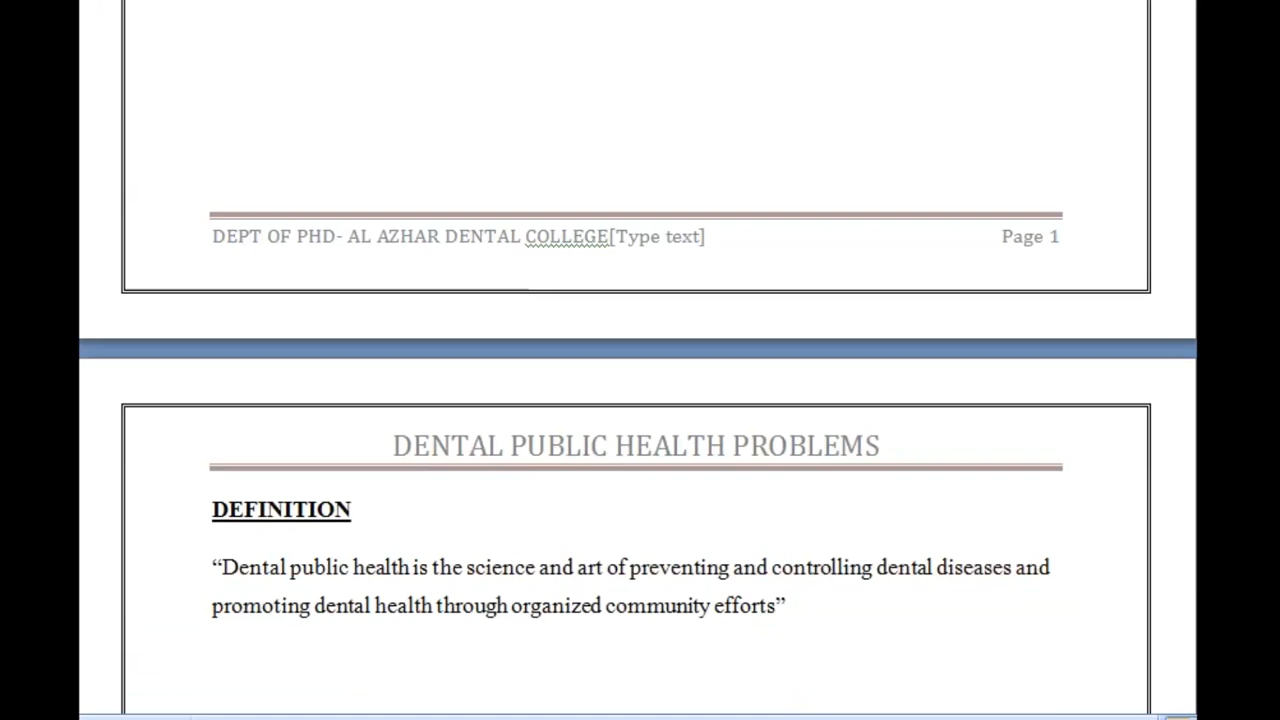 DEPT OF PHD- AL AZHAR DENTAL COLLEGE[Type text] Page 1
DENTAL PUBLIC HEALTH PROBLEMS
DEFINITION
“Dental public health is the science and art of preventing and controlling dental diseases and
promoting dental health through organized community efforts”